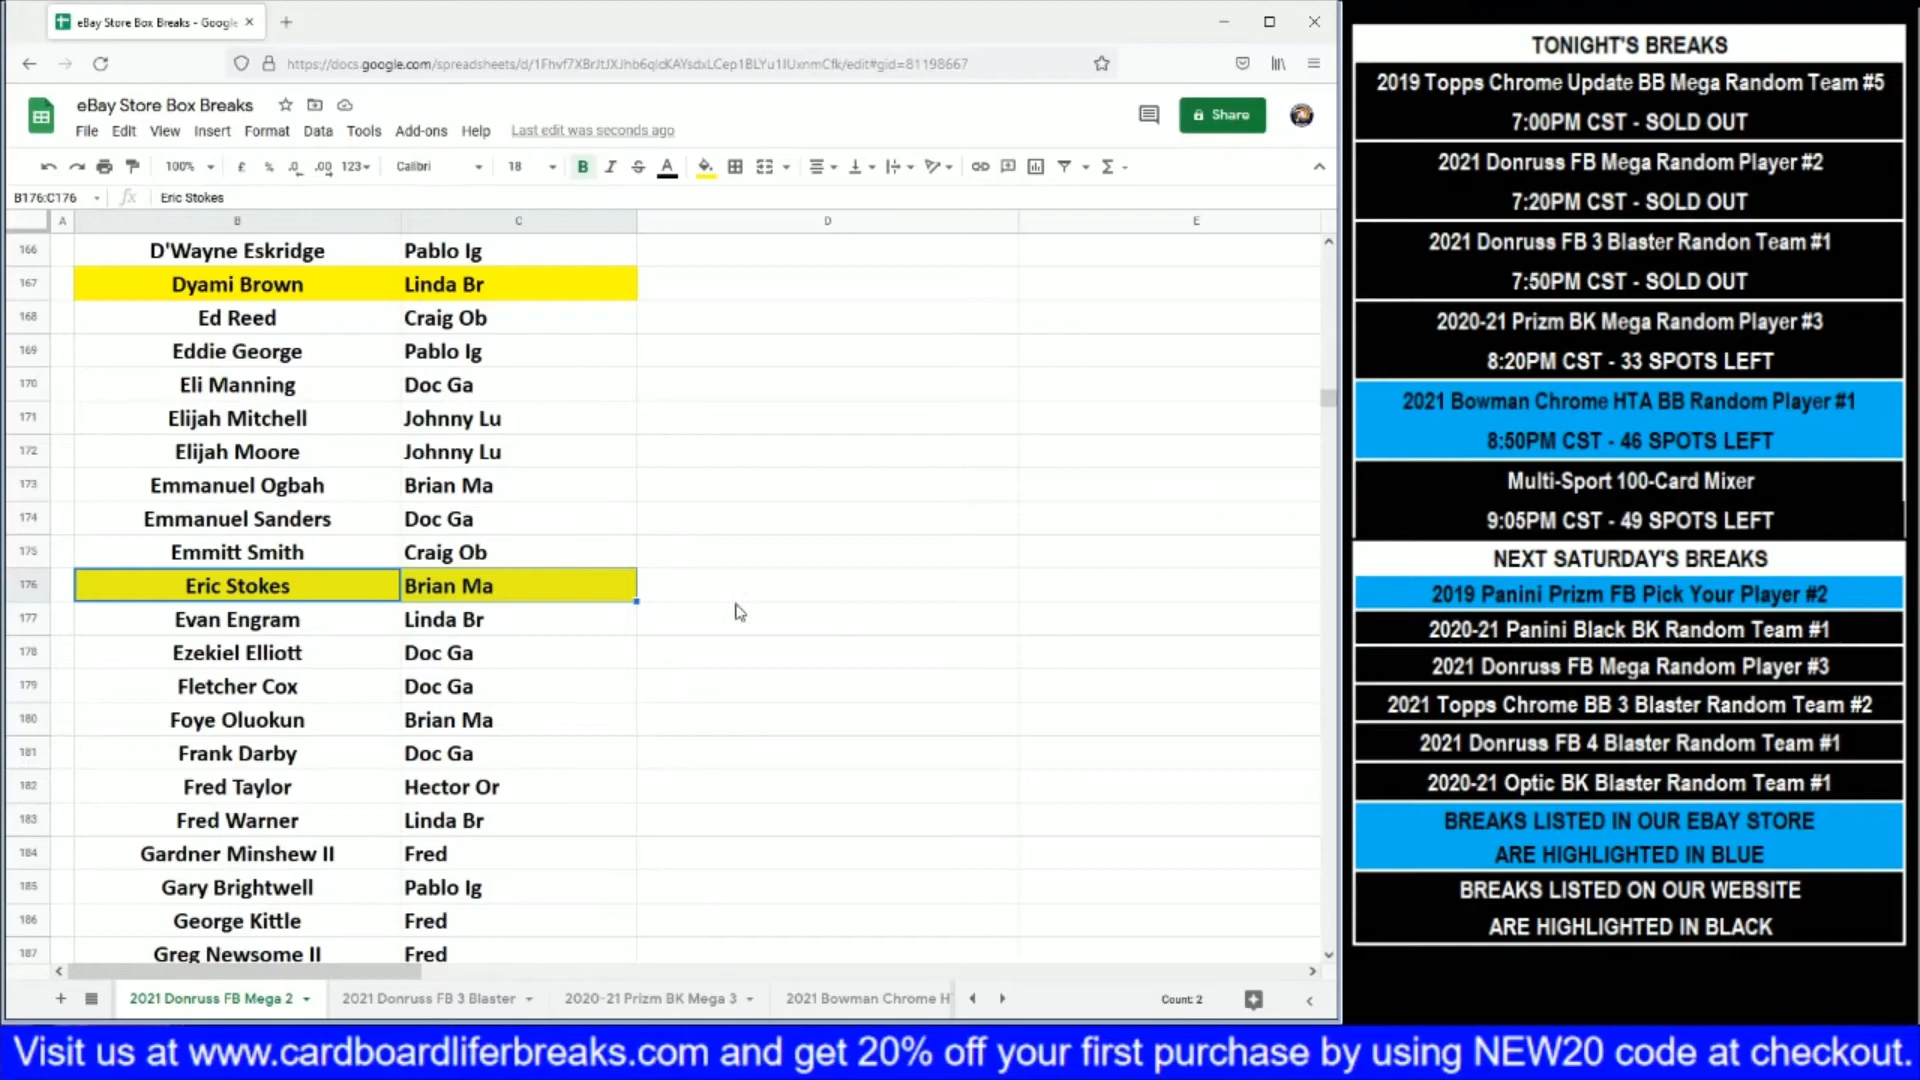 eBay Store Box Breaks - Google
https://docs.google.com/spreadsheets/d/1Fhvf7XBrJtJXJhb6qIdKAYsdxLCep1BLYu1IUxnmCfk/edit#gid=81198667
eBay Store Box Breaks
Share
File Edit View Insert Format Data Tools Add-ons Help Last edit was seconds ago
100% £ % .0 .00 123 Calibri 18 B I S A Σ
B176:C176 fx Eric Stokes
A B C D E
166 D'Wayne Eskridge Pablo Ig
167 Dyami Brown Linda Br
168 Ed Reed Craig Ob
169 Eddie George Pablo Ig
170 Eli Manning Doc Ga
171 Elijah Mitchell Johnny Lu
172 Elijah Moore Johnny Lu
173 Emmanuel Ogbah Brian Ma
174 Emmanuel Sanders Doc Ga
175 Emmitt Smith Craig Ob
176 Eric Stokes Brian Ma
177 Evan Engram Linda Br
178 Ezekiel Elliott Doc Ga
179 Fletcher Cox Doc Ga
180 Foye Oluokun Brian Ma
181 Frank Darby Doc Ga
182 Fred Taylor Hector Or
183 Fred Warner Linda Br
184 Gardner Minshew II Fred
185 Gary Brightwell Pablo Ig
186 George Kittle Fred
187 Greg Newsome II Fred
2021 Donruss FB Mega 2 2021 Donruss FB 3 Blaster 2020-21 Prizm BK Mega 3 2021 Bowman Chrome H Count: 2
TONIGHT'S BREAKS
2019 Topps Chrome Update BB Mega Random Team #5
7:00PM CST - SOLD OUT
2021 Donruss FB Mega Random Player #2
7:20PM CST - SOLD OUT
2021 Donruss FB 3 Blaster Randon Team #1
7:50PM CST - SOLD OUT
2020-21 Prizm BK Mega Random Player #3
8:20PM CST - 33 SPOTS LEFT
2021 Bowman Chrome HTA BB Random Player #1
8:50PM CST - 46 SPOTS LEFT
Multi-Sport 100-Card Mixer
9:05PM CST - 49 SPOTS LEFT
NEXT SATURDAY'S BREAKS
2019 Panini Prizm FB Pick Your Player #2
2020-21 Panini Black BK Random Team #1
2021 Donruss FB Mega Random Player #3
2021 Topps Chrome BB 3 Blaster Random Team #2
2021 Donruss FB 4 Blaster Random Team #1
2020-21 Optic BK Blaster Random Team #1
BREAKS LISTED IN OUR EBAY STORE
ARE HIGHLIGHTED IN BLUE
BREAKS LISTED ON OUR WEBSITE
ARE HIGHLIGHTED IN BLACK
Visit us at www.cardboardliferbreaks.com and get 20% off your first purchase by using NEW20 code at checkout.